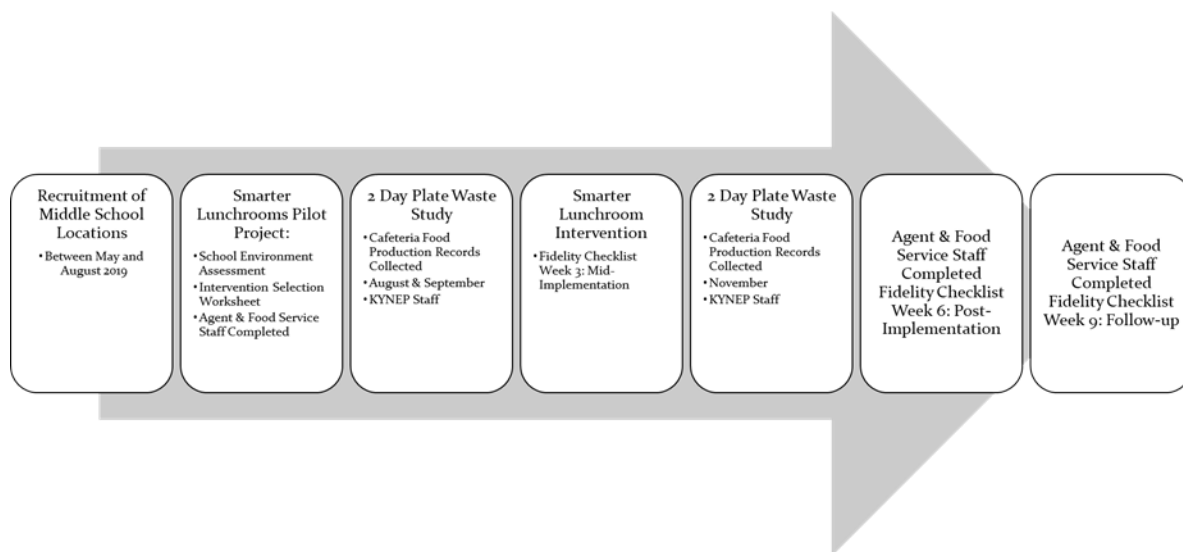 Recruitment of
Middle School
Locations
• Between May and
August 2019
Smarter
Lunchrooms Pilot
Project:
• School Environment
Assessment
• Intervention Selection
Worksheet
• Agent & Food Service
Staff Completed
2 Day Plate Waste
Study
• Cafeteria Food
Production Records
Collected
• August & September
• KYNEP Staff
Smarter
Lunchroom
Intervention
• Fidelity Checklist
Week 3: Mid-
Implementation
2 Day Plate Waste
Study
• Cafeteria Food
Production Records
Collected
• November
• KYNEP Staff
Agent & Food
Service Staff
Completed
Fidelity Checklist
Week 6: Post-
Implementation
Agent & Food
Service Staff
Completed
Fidelity Checklist
Week 9: Follow-up